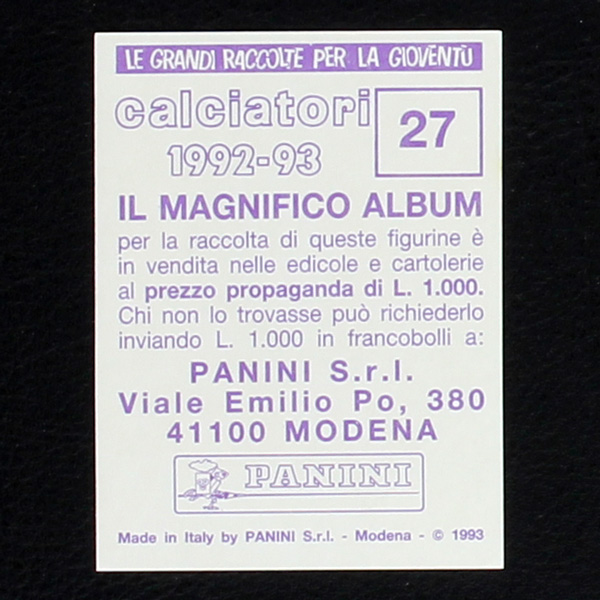 LE GRANDI RACCOLTE PER LA GIOVENTÙ
calciatori
27
1992-93
IL MAGNIFICO ALBUM
per la raccolta di queste figurine è
in vendita nelle edicole e cartolerie
al prezzo propaganda di L. 1.000.
Chi non lo trovasse può richiederlo
inviando L. 1.000 in francobolli a:
PANINI S.r.l.
Viale Emilio Po, 380
41100 MODENA
PANINI
Made in Italy by PANINI S.r.l. - Modena - © 1993